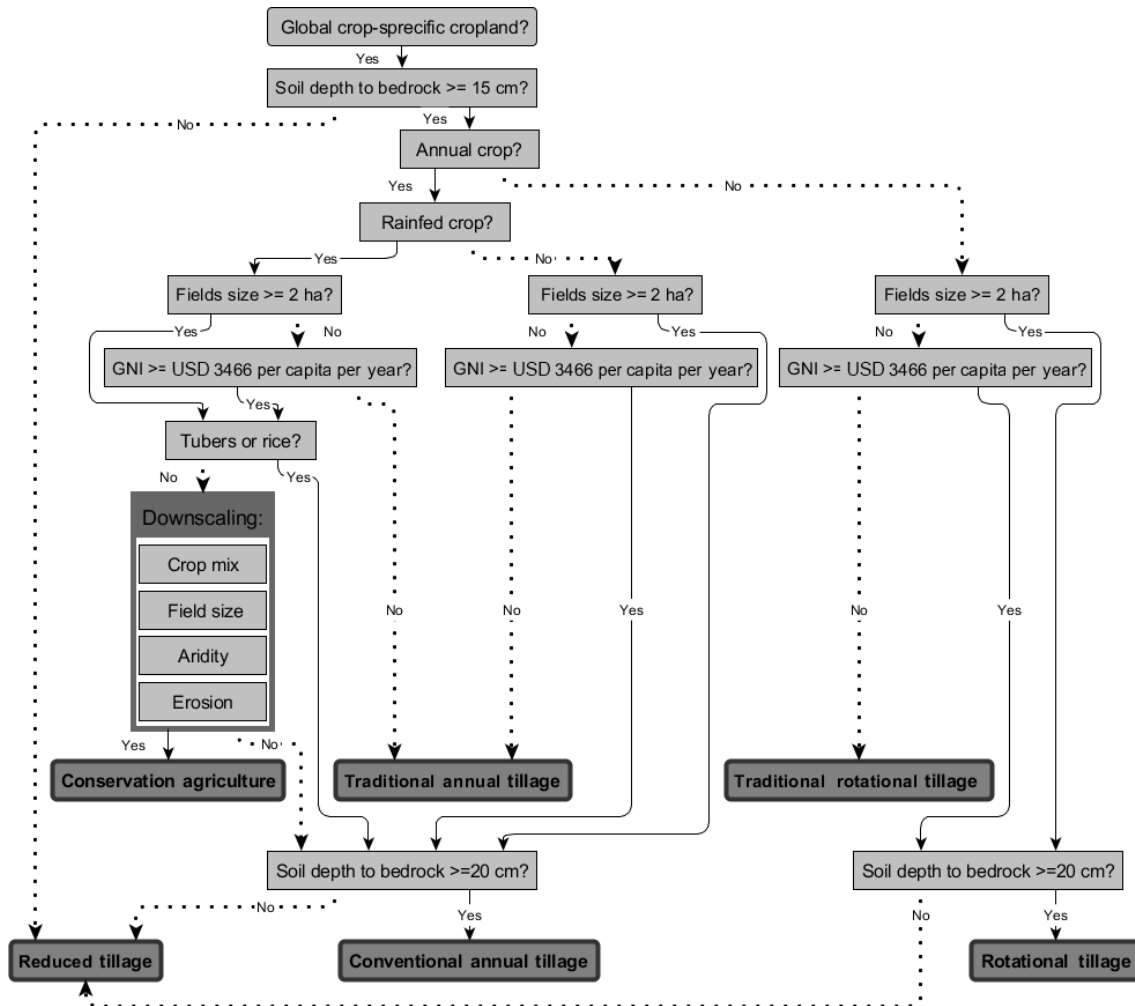 Global crop-sprecific cropland?
Yes
Soil depth to bedrock >= 15 cm?
No
Yes
Annual crop?
Yes
No
Rainfed crop?
Yes
No
Fields size >= 2 ha?
Fields size >= 2 ha?
Fields size >= 2 ha?
Yes
No
No
Yes
No
Yes
GNI >= USD 3466 per capita per year?
GNI >= USD 3466 per capita per year?
GNI >= USD 3466 per capita per year?
Yes
Tubers or rice?
No
Yes
Downscaling:
Crop mix
Field size
Aridity
Erosion
No
No
Yes
No
Yes
Yes
No
Conservation agriculture
Traditional annual tillage
Traditional rotational tillage
Soil depth to bedrock >=20 cm?
Soil depth to bedrock >=20 cm?
No
Yes
No
Yes
Reduced tillage
Conventional annual tillage
Rotational tillage